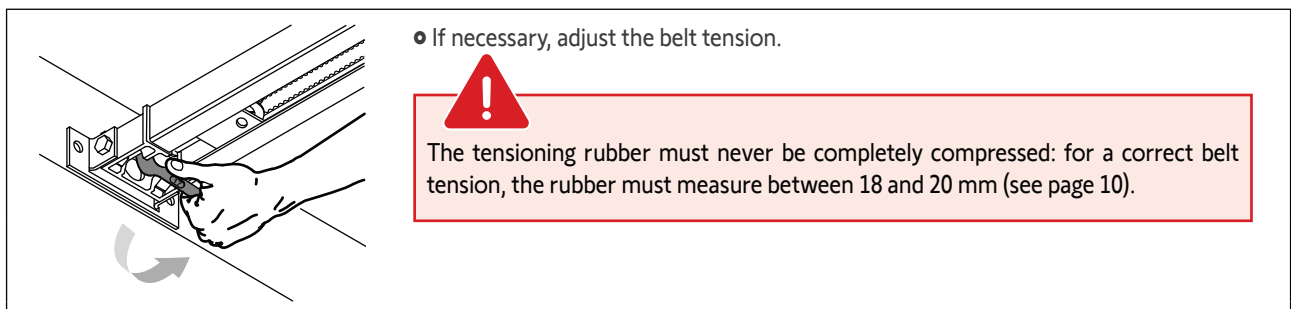 If necessary, adjust the belt tension.
The tensioning rubber must never be completely compressed: for a correct belt
tension, the rubber must measure between 18 and 20 mm (see page 10).